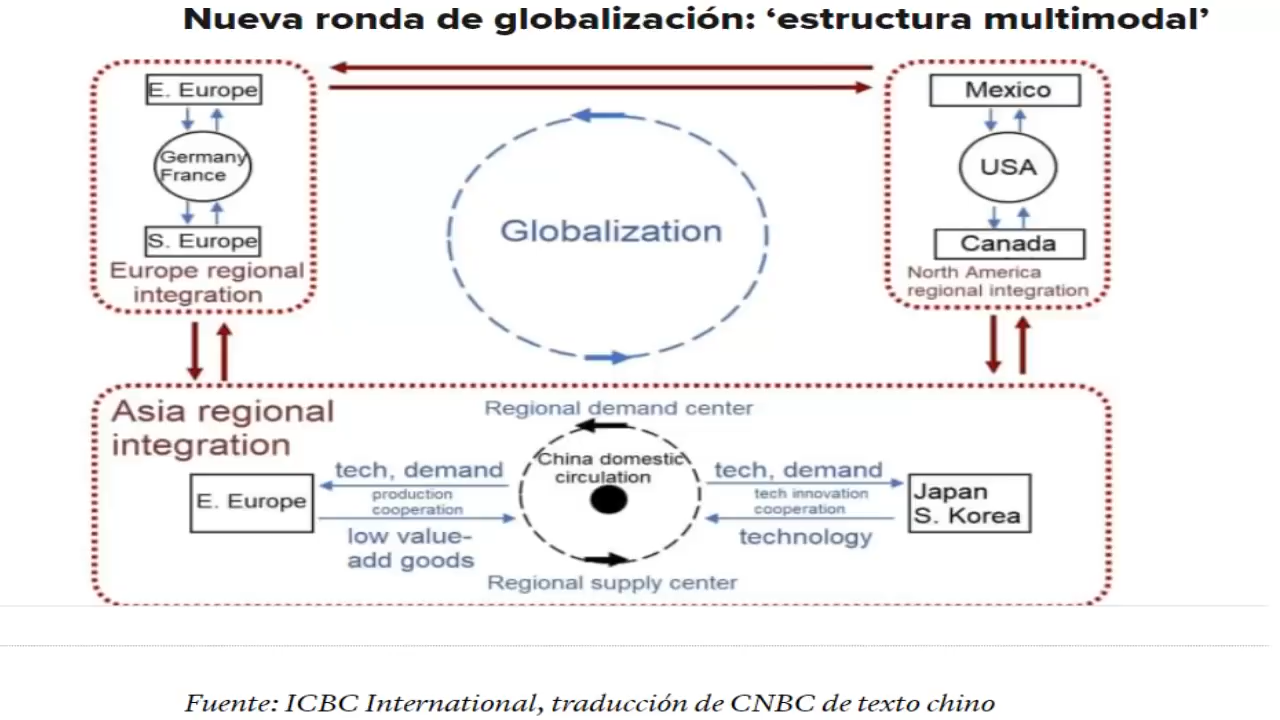 Nueva ronda de globalización: ‘estructura multimodal’
E. Europe
Germany
France
S. Europe
Europe regional
integration
Globalization
Mexico
USA
Canada
North America
regional integration
Asia regional
integration
Regional demand center
China domestic
circulation
Regional supply center
E. Europe
tech, demand
production
cooperation
low value-
add goods
tech, demand
tech innovation
cooperation
technology
Japan
S. Korea
Fuente: ICBC International, traducción de CNBC de texto chino